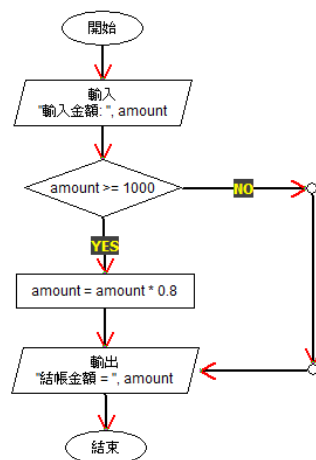 開始
輸入
"輸入金額: ", amount
amount >= 1000
NO
YES
amount = amount * 0.8
輸出
"結帳金額 = ", amount
結束